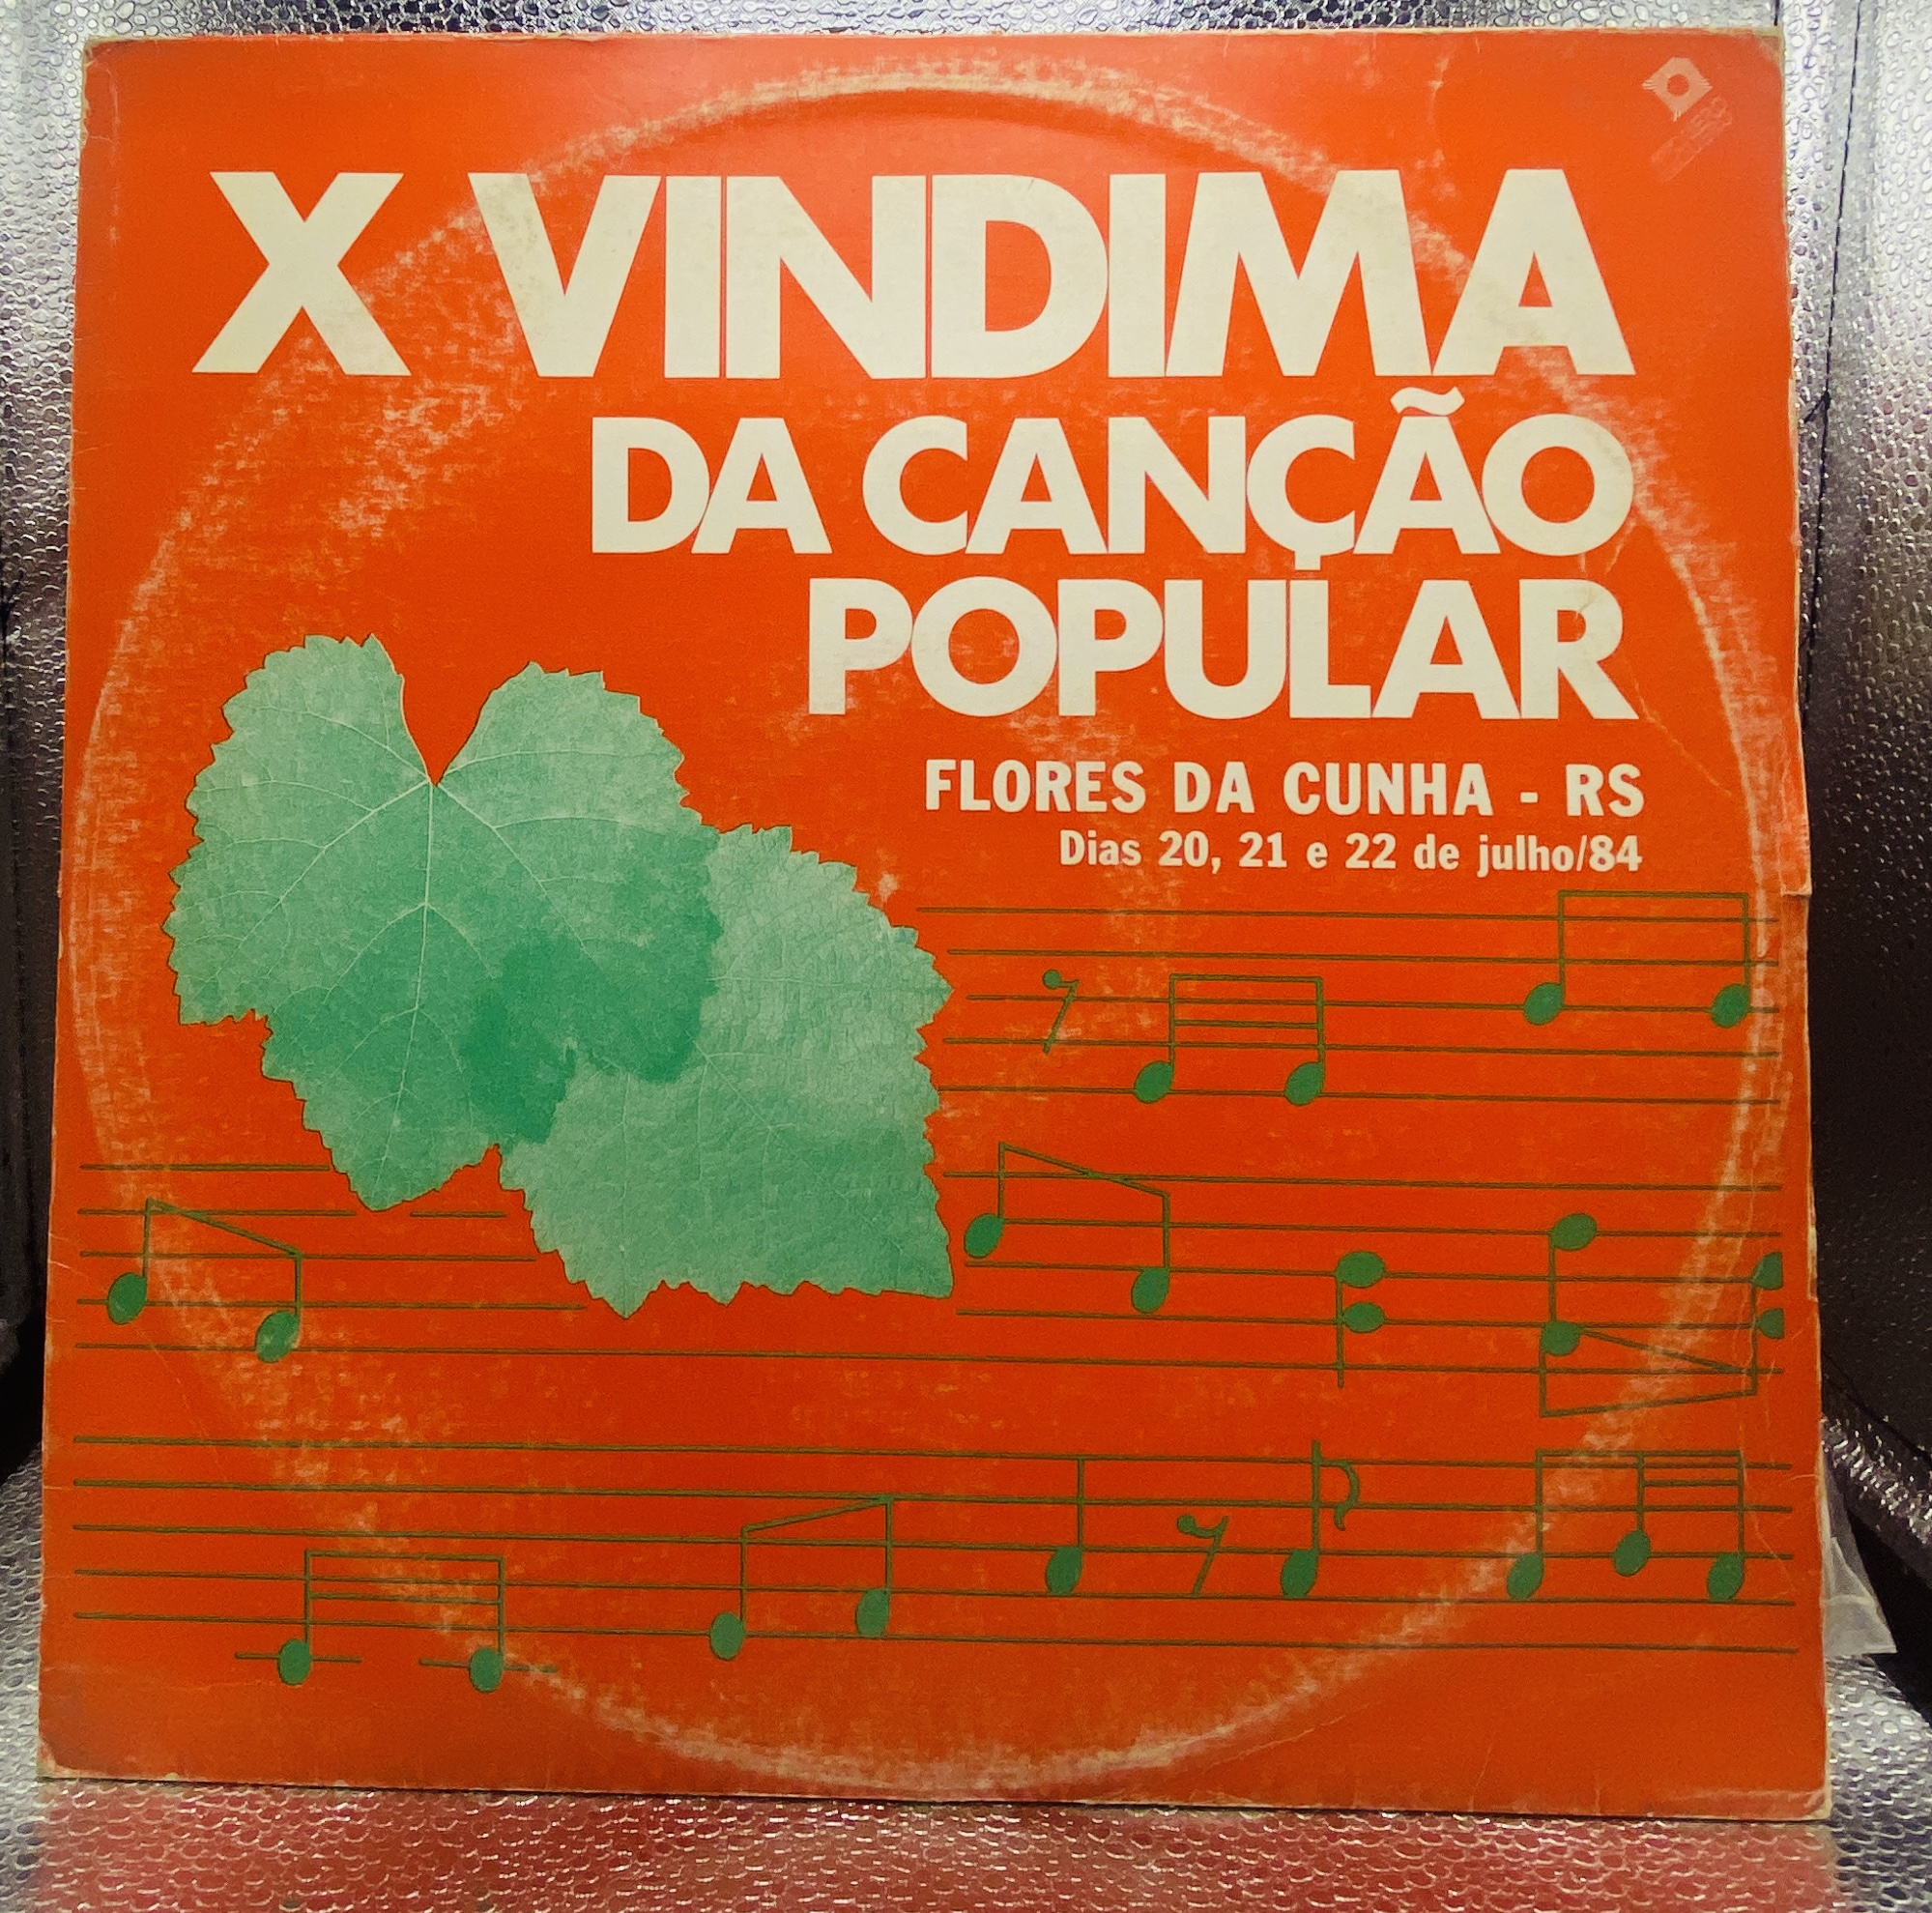 X VINDIMA
DA CANÇÃO
POPULAR
FLORES DA CUNHA - RS
Dias 20, 21 e 22 de julho/84